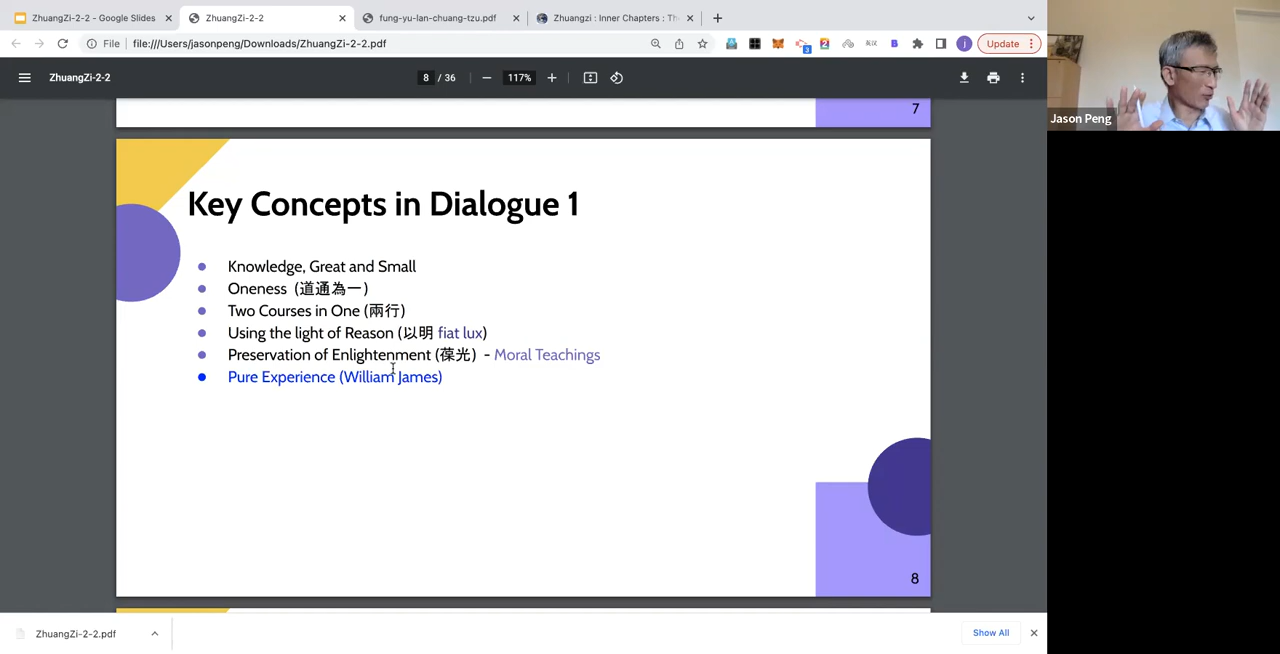 ZhuangZi-2-2 - Google Slides
ZhuangZi-2-2
fung-yu-lan-chuang-tzu.pdf
Zhuangzi : Inner Chapters : Th
File
file:///Users/jasonpeng/Downloads/ZhuangZi-2-2.pdf
Update
ZhuangZi-2-2
8 / 36
117%
Jason Peng
7
Key Concepts in Dialogue 1
Knowledge, Great and Small
Oneness (道通為一)
Two Courses in One (兩行)
Using the light of Reason (以明 fiat lux)
Preservation of Enlightenment (葆光) - Moral Teachings
Pure Experience (William James)
8
ZhuangZi-2-2.pdf
Show All